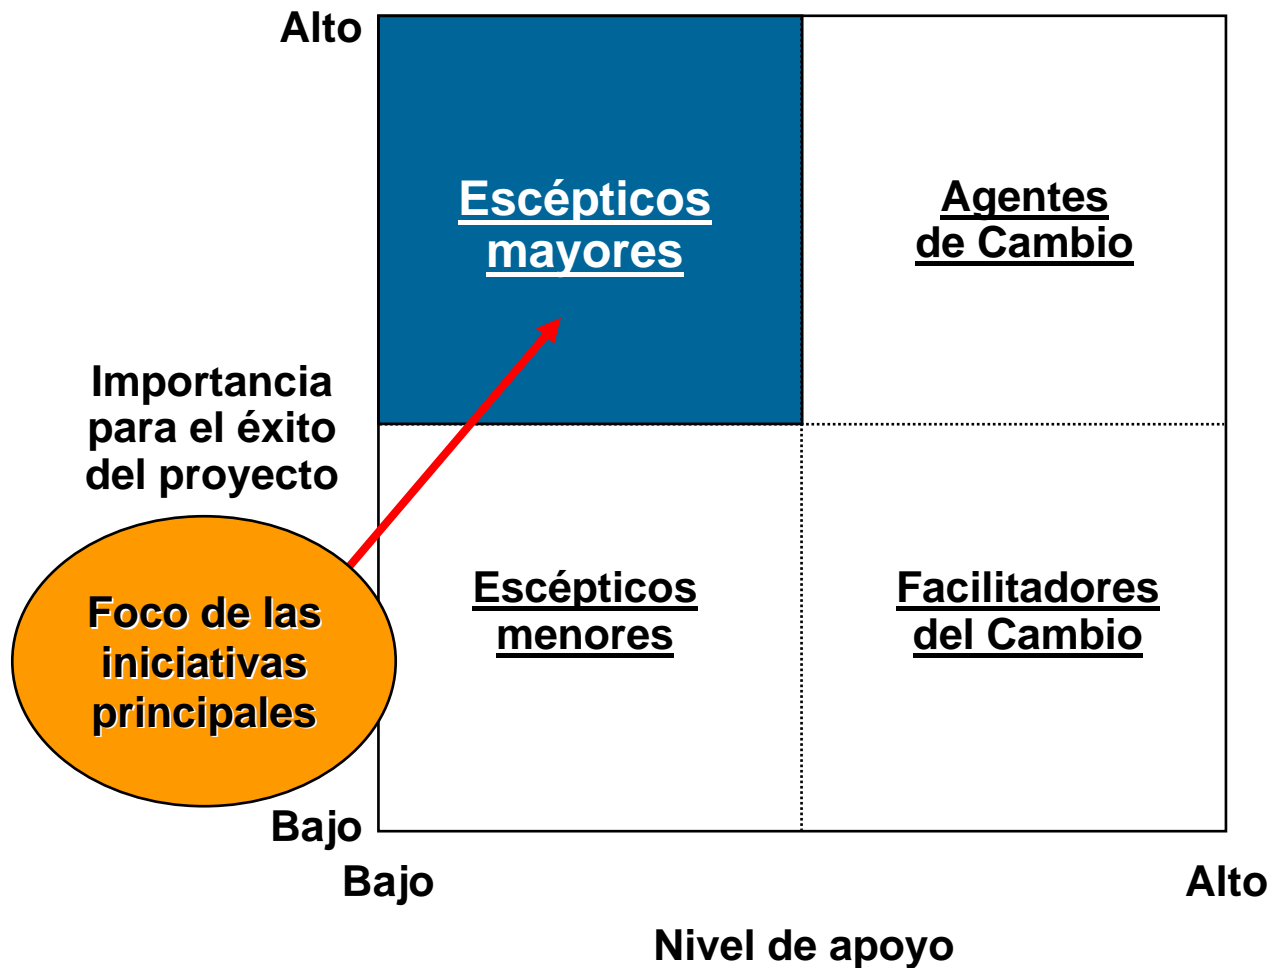 Alto
Escépticos
mayores
Agentes
de Cambio
Importancia
para el éxito
del proyecto
Foco de las
iniciativas
principales
Escépticos
menores
Facilitadores
del Cambio
Bajo
Bajo
Alto
Nivel de apoyo